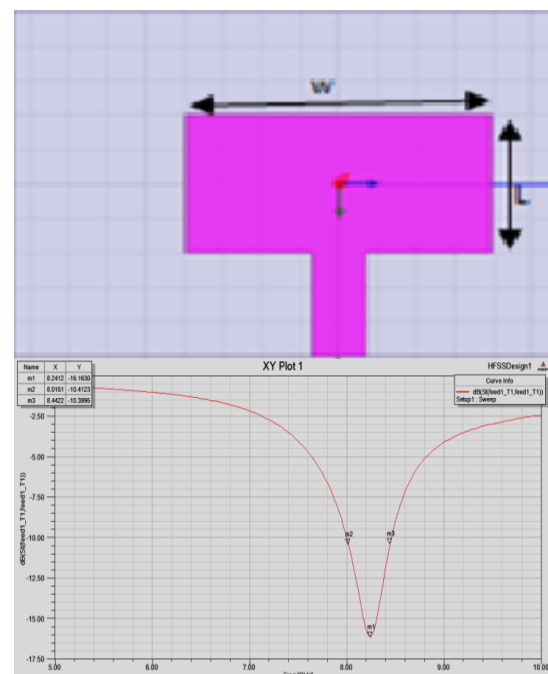 W
L
XY Plot 1
HFSSDesign1
Name X Y
m1 8.2412 -16.1630
m2 8.0151 -10.4123
m3 8.4422 -10.3995
Curve Info
dB(St(feed1_T1,feed1_T1))
Setup1 : Sweep
dB(St(feed1_T1,feed1_T1))
-2.50
-5.00
-7.50
-10.00
-12.50
-15.00
-17.50
m2
m3
m1
5.00 6.00 7.00 8.00 9.00 10.00